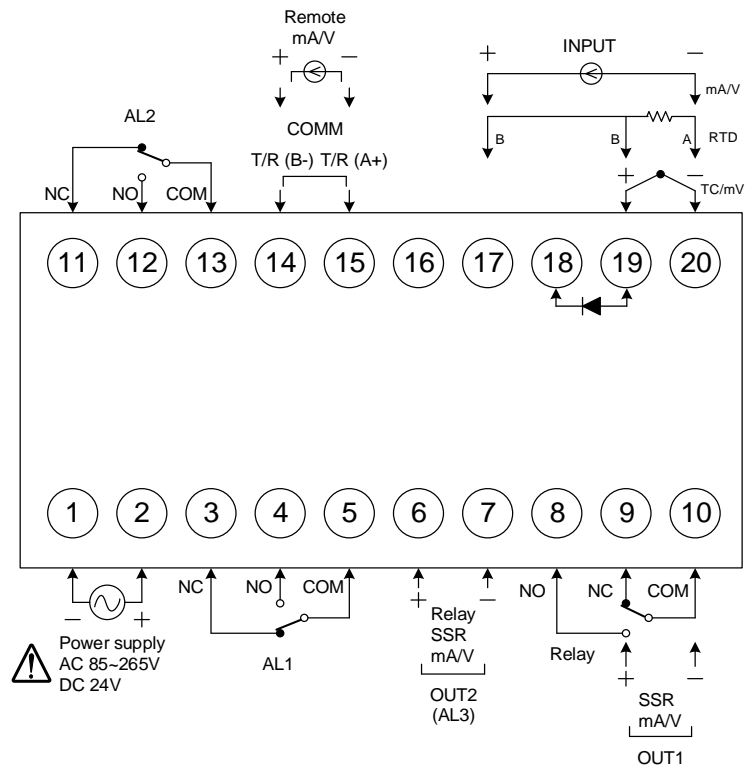 Remote
mA/V
+ −
INPUT
+ −
mA/V
AL2
COMM
B B A RTD
T/R (B-) T/R (A+)
+ −
TC/mV
NC NO COM
11 12 13 14 15 16 17 18 19 20
1 2 3 4 5 6 7 8 9 10
NC NO COM
NO NC COM
− +
+ −
Power supply
AC 85~265V
DC 24V
AL1
Relay
SSR
mA/V
OUT2
(AL3)
Relay
+ −
SSR
mA/V
OUT1